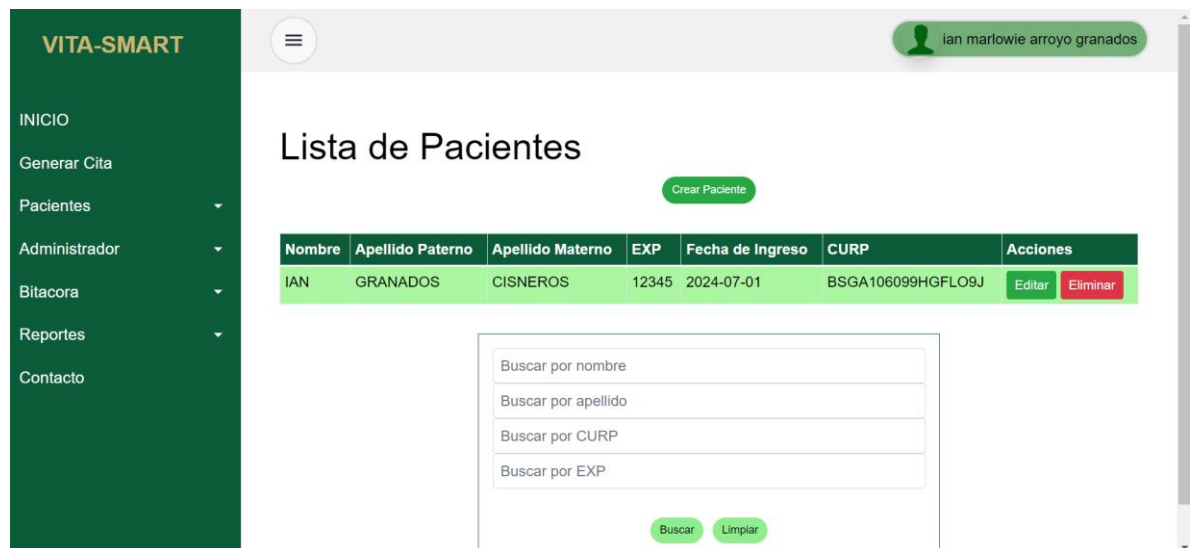 VITA-SMART
ian marlowie arroyo granados
INICIO
Generar Cita
Pacientes
Administrador
Bitacora
Reportes
Contacto
Lista de Pacientes
Crear Paciente
Nombre Apellido Paterno Apellido Materno EXP Fecha de Ingreso CURP Acciones
IAN GRANADOS CISNEROS 12345 2024-07-01 BSGA106099HGFLO9J Editar Eliminar
Buscar por nombre
Buscar por apellido
Buscar por CURP
Buscar por EXP
Buscar Limpiar